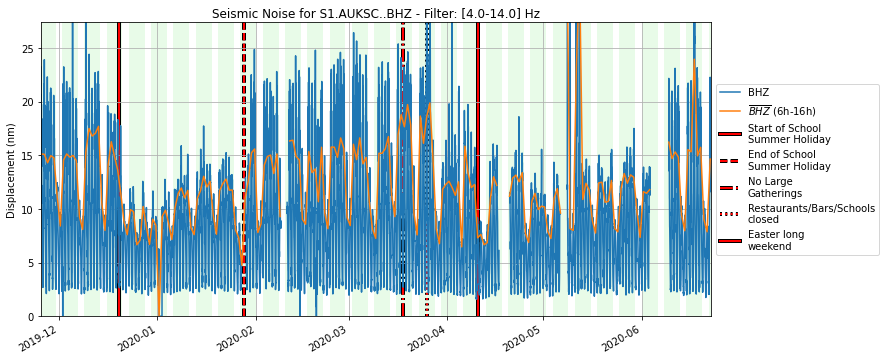 Seismic Noise for S1.AUKSC..BHZ - Filter: [4.0-14.0] Hz
Displacement (nm)
25
20
15
10
5
0
2019-12
2020-01
2020-02
2020-03
2020-04
2020-05
2020-06
BHZ
BHZ (6h-16h)
Start of School
Summer Holiday
End of School
Summer Holiday
No Large
Gatherings
Restaurants/Bars/Schools
closed
Easter long
weekend